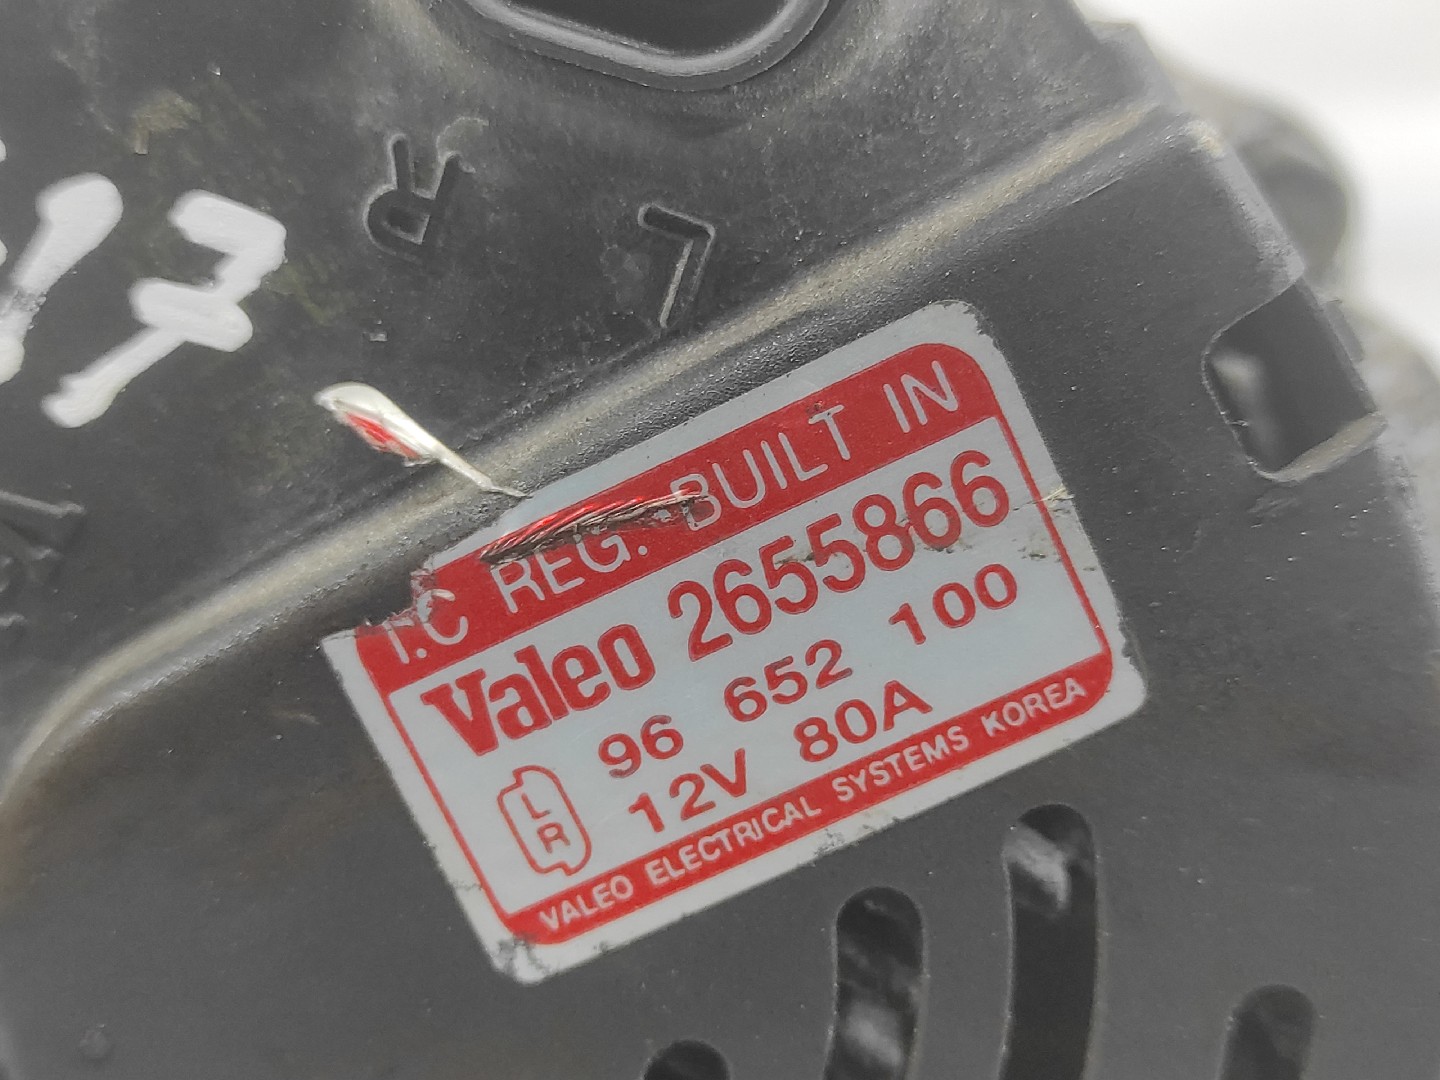 17
R
L
I.C REG. BUILT IN
Valeo 2655866
96 652 100
12V 80A
L
R
VALEO ELECTRICAL SYSTEMS KOREA